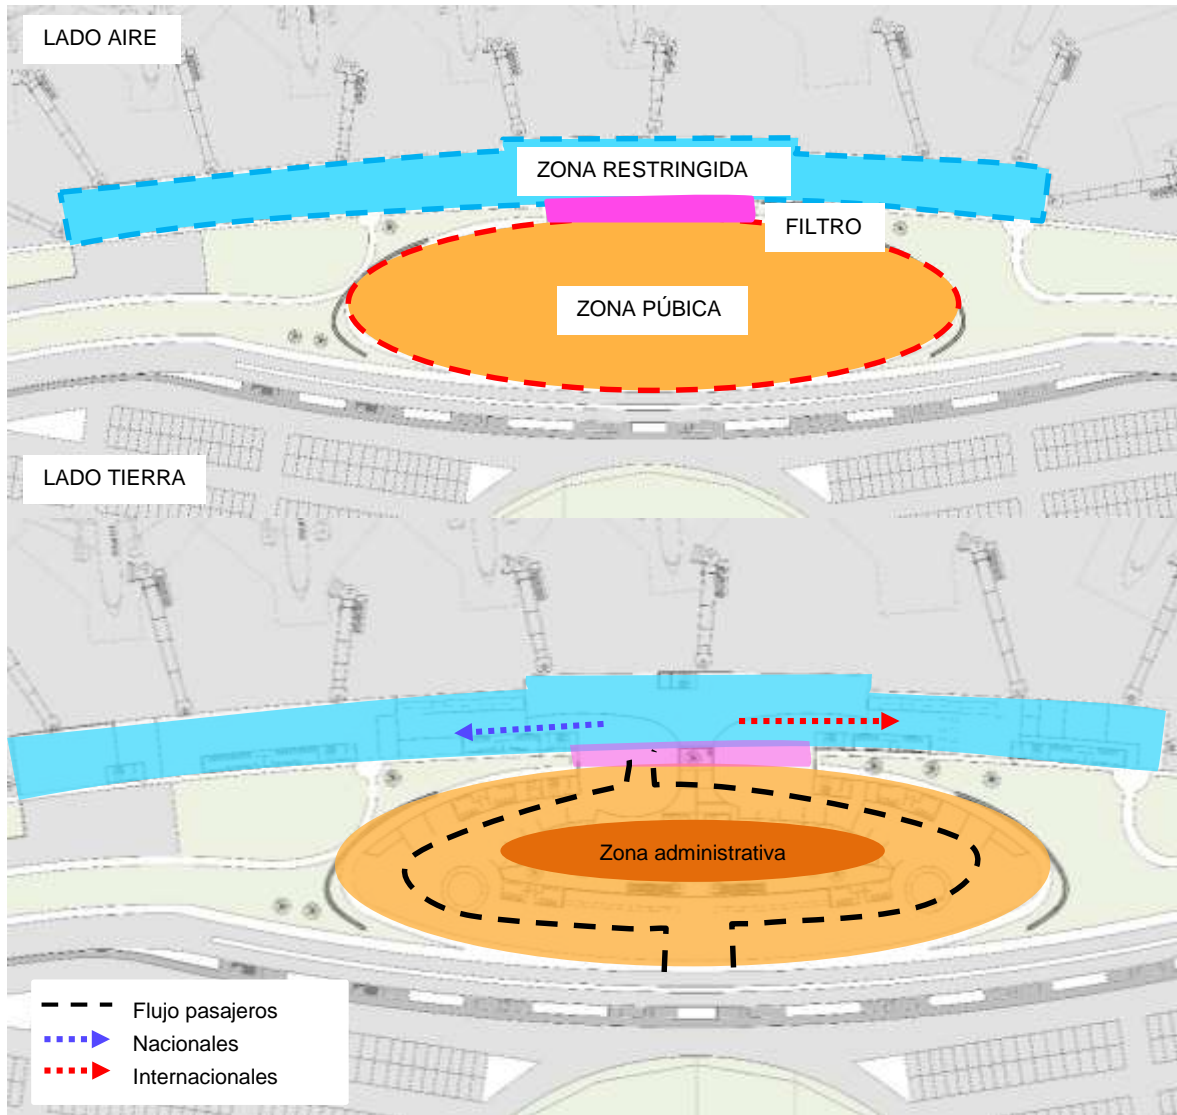 LADO AIRE
ZONA RESTRINGIDA
FILTRO
ZONA PÚBICA
LADO TIERRA
Zona administrativa
Flujo pasajeros
Nacionales
Internacionales